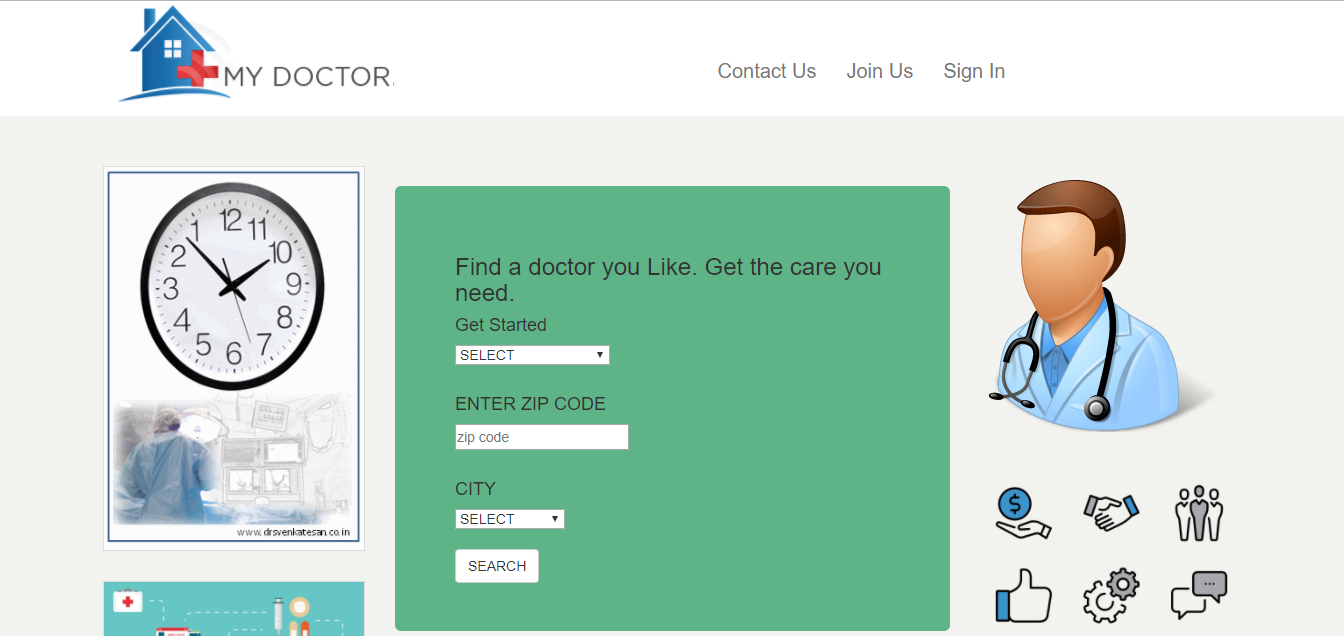 MY DOCTOR.
Contact Us Join Us Sign In
12
11
10
9
8
7
6
5
4
3
2
1
www.drsvenkatesan.co.in
Find a doctor you Like. Get the care you
need.
Get Started
SELECT
ENTER ZIP CODE
zip code
CITY
SELECT
SEARCH
$